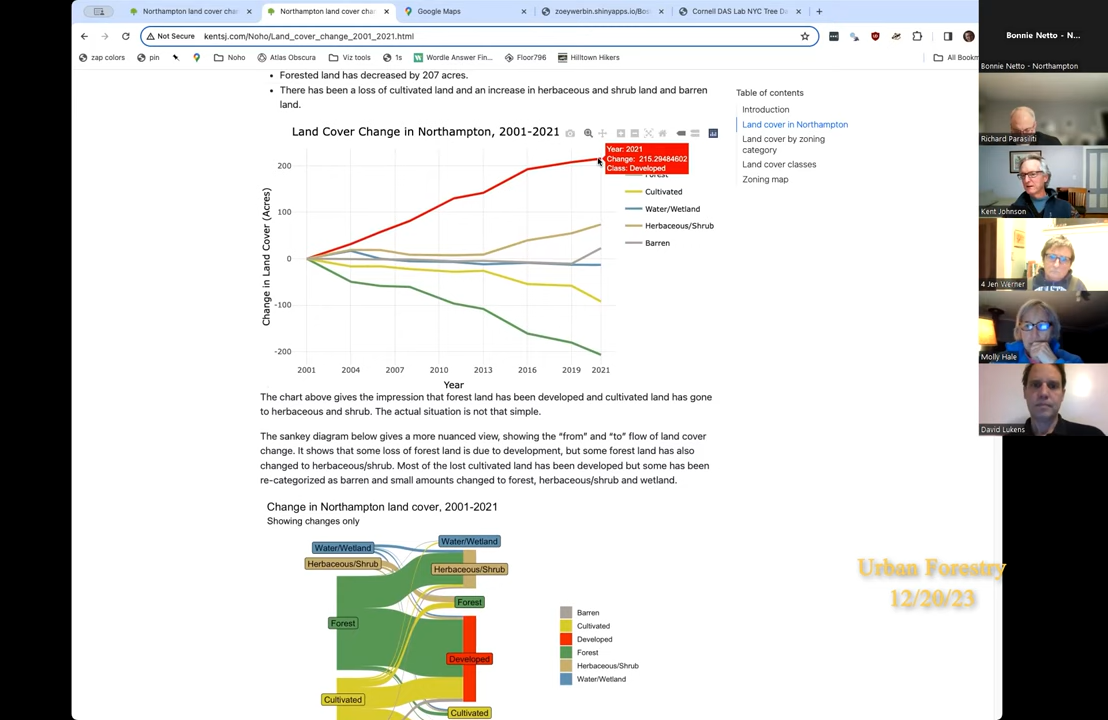 Northampton land cover chan
Northampton land cover chan
Google Maps
zoeywerbin.shinyapps.io/Bos
Cornell DAS Lab NYC Tree Da
Not Secure
kentsj.com/Noho/Land_cover_change_2001_2021.html
zap colors
pin
Noho
Atlas Obscura
Viz tools
1s
Wordle Answer Fin...
Floor796
Hilltown Hikers
All Bookm
Forested land has decreased by 207 acres.
There has been a loss of cultivated land and an increase in herbaceous and shrub land and barren
land.
Table of contents
Introduction
Land cover in Northampton
Land cover by zoning
category
Land cover classes
Zoning map
Land Cover Change in Northampton, 2001-2021
Year: 2021
Change: 215.29484602
Class: Developed
Forest
Cultivated
Water/Wetland
Herbaceous/Shrub
Barren
Change in Land Cover (Acres)
200
100
0
-100
-200
2001
2004
2007
2010
2013
2016
2019
2021
Year
The chart above gives the impression that forest land has been developed and cultivated land has gone
to herbaceous and shrub. The actual situation is not that simple.
The sankey diagram below gives a more nuanced view, showing the “from” and “to” flow of land cover
change. It shows that some loss of forest land is due to development, but some forest land has also
changed to herbaceous/shrub. Most of the lost cultivated land has been developed but some has been
re-categorized as barren and small amounts changed to forest, herbaceous/shrub and wetland.
Change in Northampton land cover, 2001-2021
Showing changes only
Water/Wetland
Herbaceous/Shrub
Forest
Cultivated
Water/Wetland
Herbaceous/Shrub
Forest
Developed
Cultivated
Barren
Cultivated
Developed
Forest
Herbaceous/Shrub
Water/Wetland
Bonnie Netto - N...
Bonnie Netto - Northampton
Richard Parasiliti
Kent Johnson
4 Jen Werner
Molly Hale
David Lukens
Urban Forestry
12/20/23